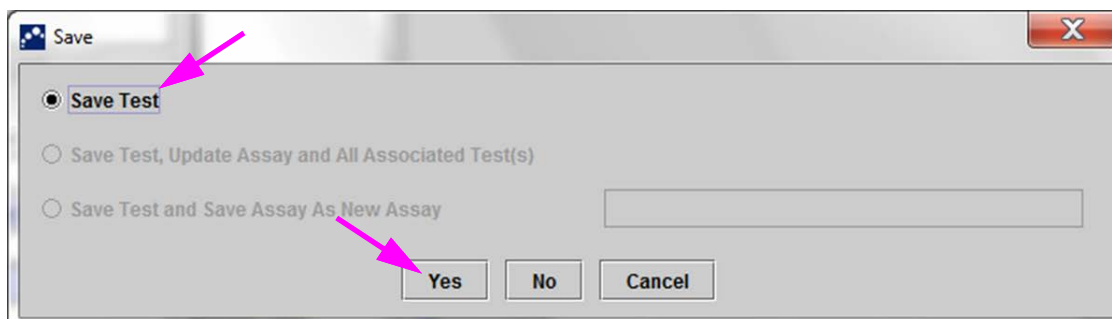 Save
Save Test
Save Test, Update Assay and All Associated Test(s)
Save Test and Save Assay As New Assay
Yes No Cancel